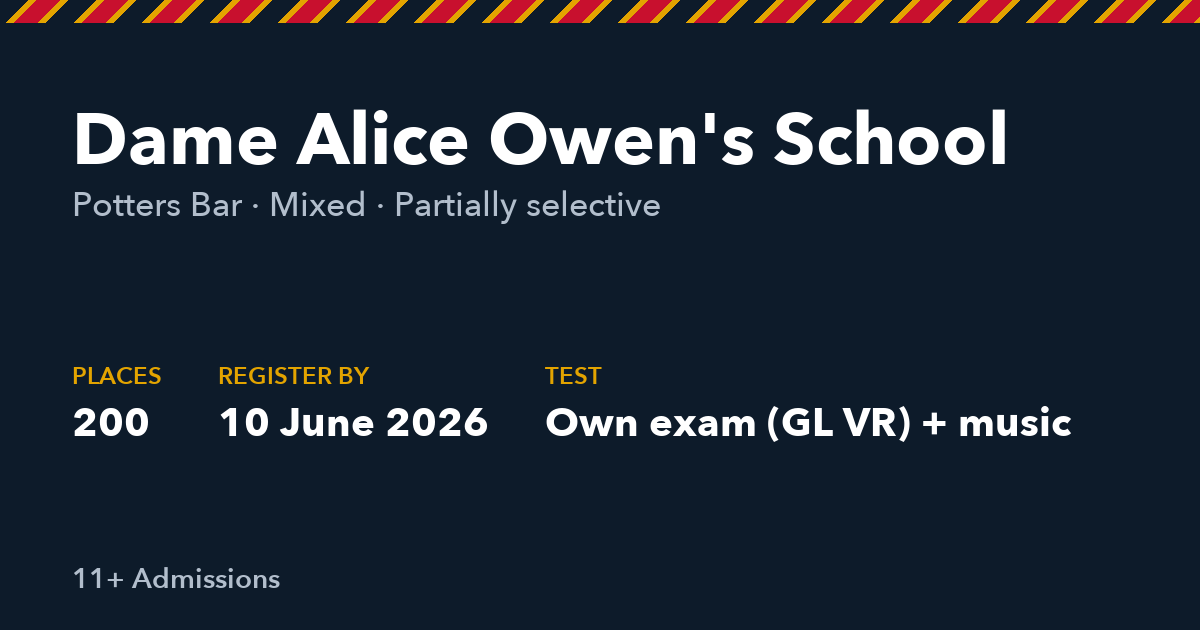 Dame Alice Owen's School
Potters Bar · Mixed · Partially selective
PLACES
200
REGISTER BY
10 June 2026
TEST
Own exam (GL VR) + music
11+ Admissions